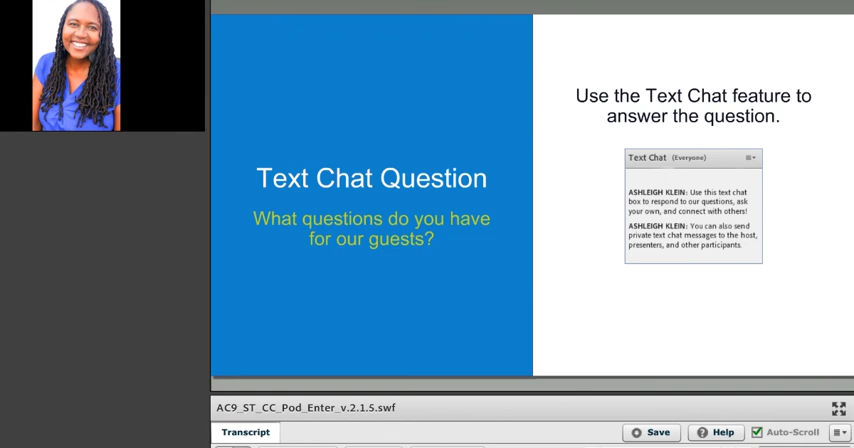 Text Chat Question
What questions do you have
for our guests?
Use the Text Chat feature to
answer the question.
Text Chat (Everyone)
ASHLEIGH KLEIN: Use this text chat
box to respond to our questions, ask
your own, and connect with others!
ASHLEIGH KLEIN: You can also send
private text chat messages to the host,
presenters, and other participants.
AC9_ST_CC_Pod_Enter_v.2.1.5.swf
Transcript
Save
Help
Auto-Scroll